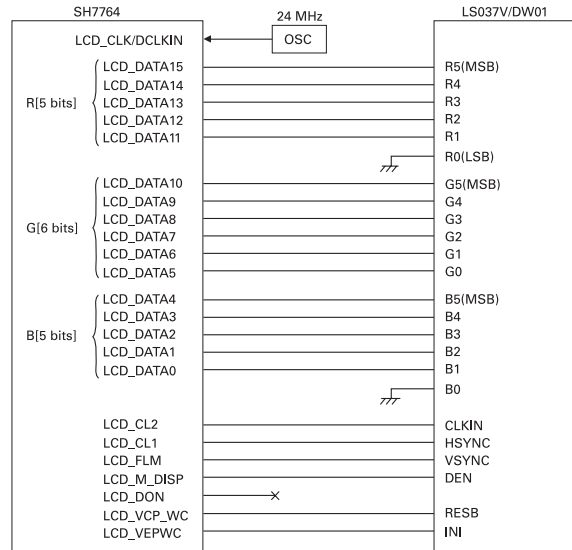 SH7764 24 MHz LS037V/DW01
LCD_CLK/DCLKIN OSC
LCD_DATA15 R5(MSB)
LCD_DATA14 R4
R[5 bits] LCD_DATA13 R3
LCD_DATA12 R2
LCD_DATA11 R1
R0(LSB)
LCD_DATA10 G5(MSB)
LCD_DATA9 G4
LCD_DATA8 G3
G[6 bits] LCD_DATA7 G2
LCD_DATA6 G1
LCD_DATA5 G0
LCD_DATA4 B5(MSB)
LCD_DATA3 B4
B[5 bits] LCD_DATA2 B3
LCD_DATA1 B2
LCD_DATA0 B1
B0
LCD_CL2 CLKIN
LCD_CL1 HSYNC
LCD_FLM VSYNC
LCD_M_DISP DEN
LCD_DON
LCD_VCP_WC RESB
LCD_VEPWC INI